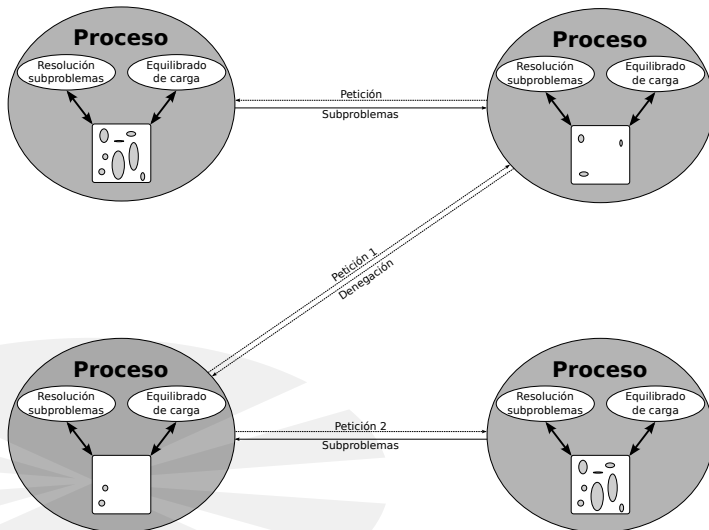 Proceso
Resolución
subproblemas
Equilibrado
de carga
Proceso
Resolución
subproblemas
Equilibrado
de carga
Petición
Subproblemas
Petición 1
Denegación
Proceso
Resolución
subproblemas
Equilibrado
de carga
Proceso
Resolución
subproblemas
Equilibrado
de carga
Petición 2
Subproblemas